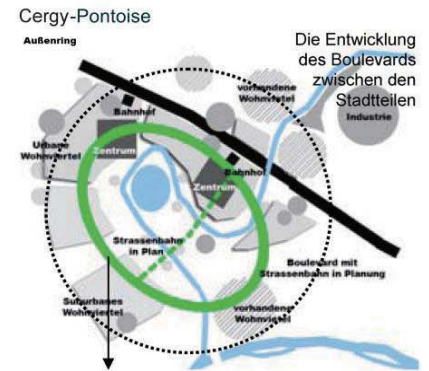 Cergy-Pontoise
Außenring
Die Entwicklung
des Boulevards
zwischen den
Stadtteilen
vorhandene
Wohnviertel
Industrie
Bahnhof
Urbane
Wohnviertel
Zentrum
Bahnhof
Zentrum
Strassenbahn
in Plan
Boulevard mit
Strassenbahn in Planung
Suburbanes
Wohnviertel
vorhandene
Wohnviertel